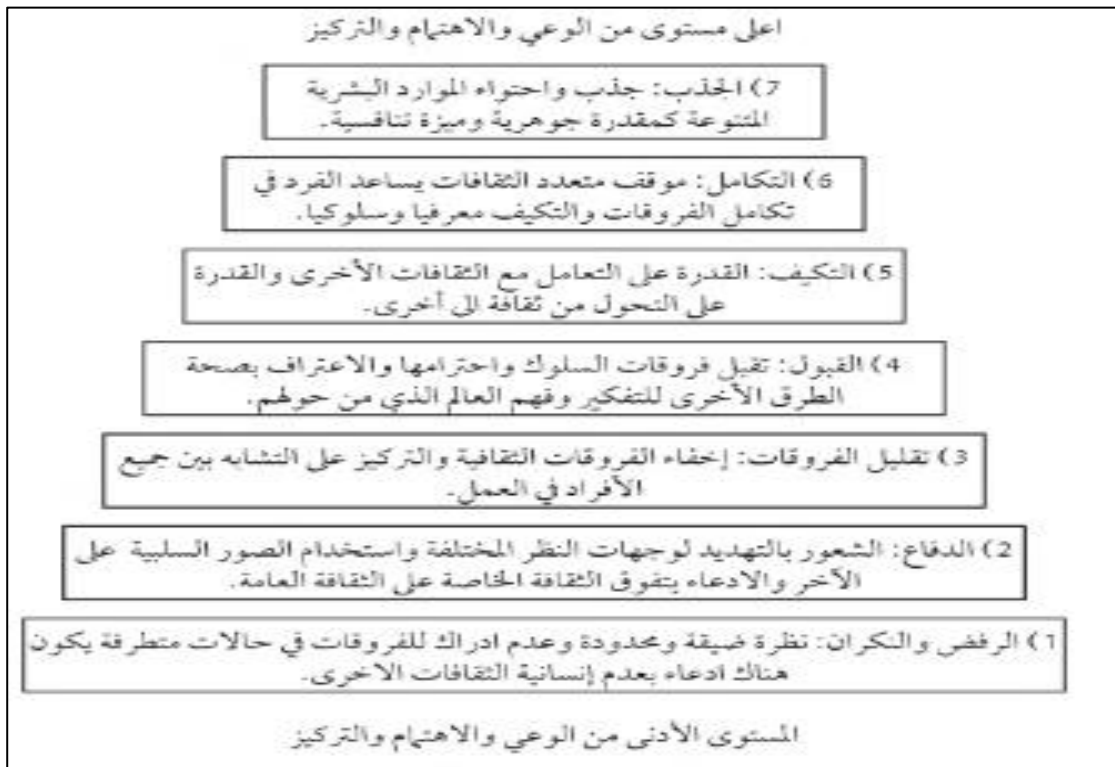 اعلى مستوى من الوعي والاهتمام والتركيز
7) الجذب: جذب واحتواء الموارد البشرية
المتنوعة كمقدرة جوهرية وميزة تنافسية.
6) التكامل: موقف متعدد الثقافات يساعد الفرد في
تكامل الفروقات والتكيف معرفيا وسلوكيا.
5) التكيف: القدرة على التعامل مع الثقافات الأخرى والقدرة
على التحول من ثقافة الى أخرى.
4) القبول: تقبل فروقات السلوك واحترامها والاعتراف بصحة
الطرق الأخرى للتفكير وفهم العالم الذي من حولهم.
3) تقليل الفروقات: إخفاء الفروقات الثقافية والتركيز على التشابه بين جميع
الأفراد في العمل.
2) الدفاع: الشعور بالتهديد لوجهات النظر المختلفة واستخدام الصور السلبية على
الآخر والادعاء بتفوق الثقافة الخاصة على الثقافة العامة.
1) الرفض والنكران: نظرة ضيقة ومحدودة وعدم ادراك للفروقات في حالات متطرفة يكون
هناك ادعاء بعدم إنسانية الثقافات الاخرى.
المستوى الأدنى من الوعي والاهتمام والتركيز